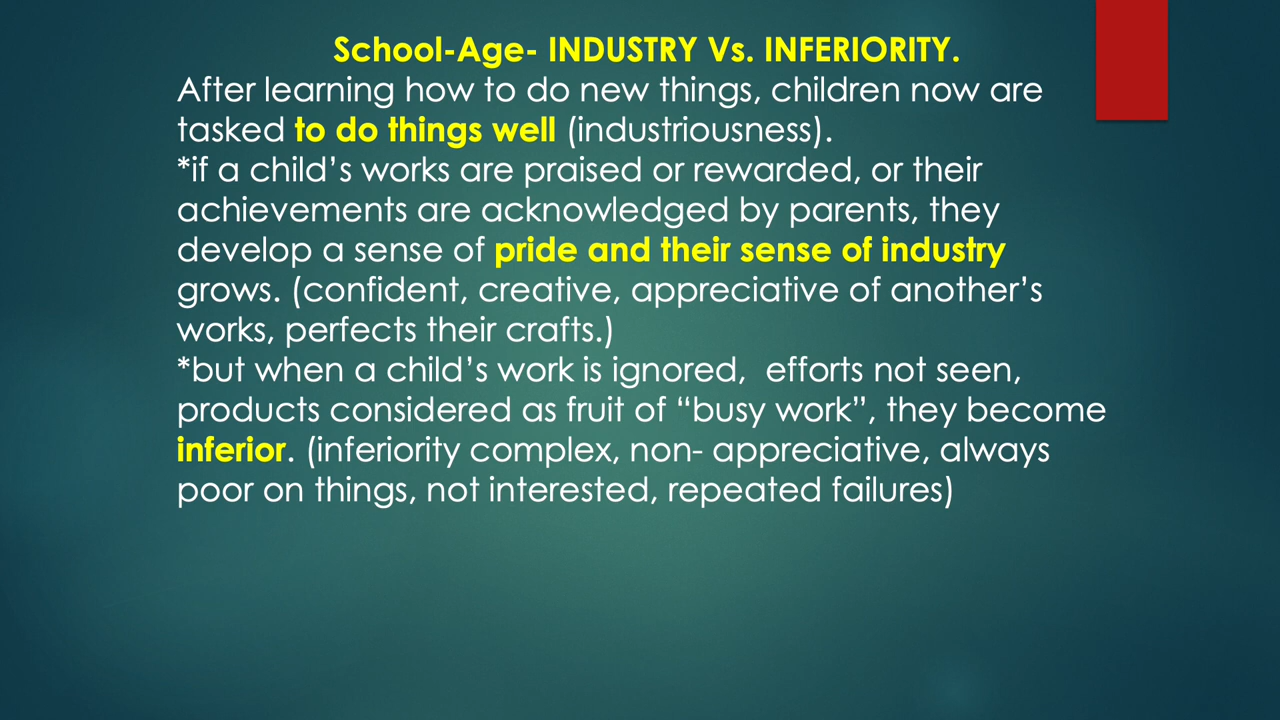 School-Age- INDUSTRY Vs. INFERIORITY.
After learning how to do new things, children now are
tasked to do things well (industriousness).
*if a child’s works are praised or rewarded, or their
achievements are acknowledged by parents, they
develop a sense of pride and their sense of industry
grows. (confident, creative, appreciative of another’s
works, perfects their crafts.)
*but when a child’s work is ignored,  efforts not seen,
products considered as fruit of “busy work”, they become
inferior. (inferiority complex, non- appreciative, always
poor on things, not interested, repeated failures)